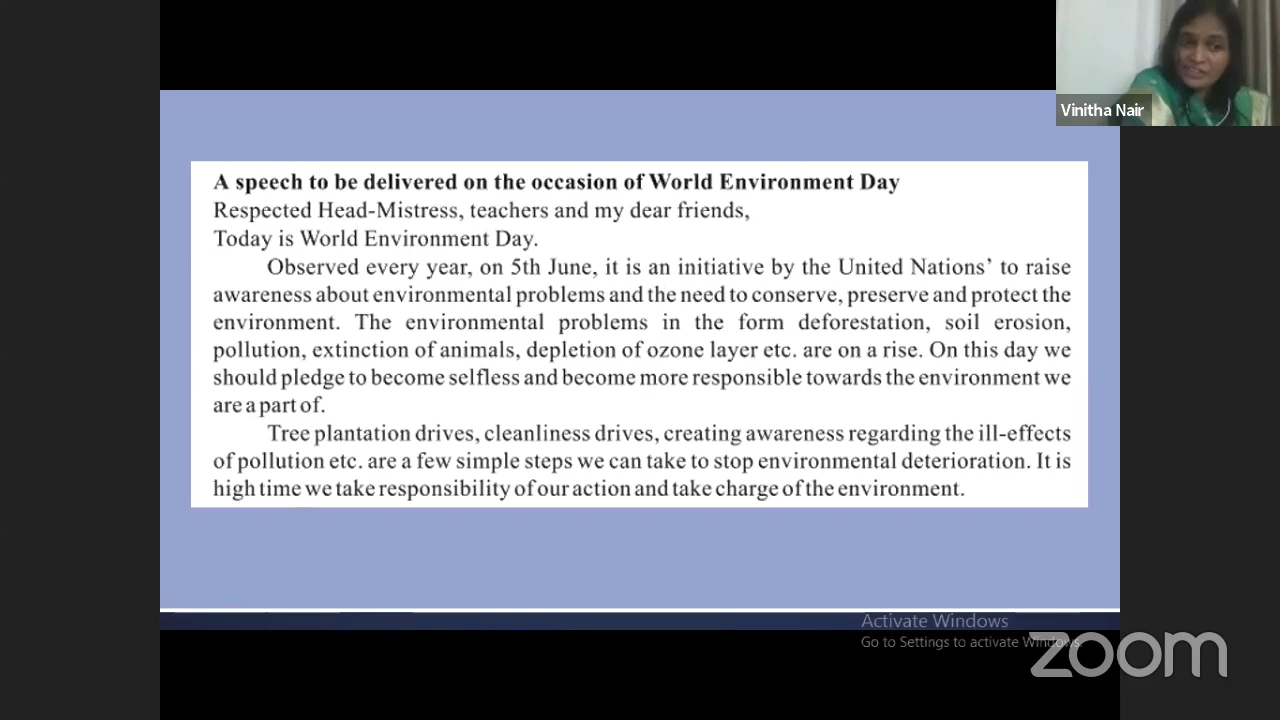 Vinitha Nair
A speech to be delivered on the occasion of World Environment Day
Respected Head-Mistress, teachers and my dear friends,
Today is World Environment Day.
Observed every year, on 5th June, it is an initiative by the United Nations' to raise
awareness about environmental problems and the need to conserve, preserve and protect the
environment. The environmental problems in the form deforestation, soil erosion,
pollution, extinction of animals, depletion of ozone layer etc. are on a rise. On this day we
should pledge to become selfless and become more responsible towards the environment we
are a part of.
Tree plantation drives, cleanliness drives, creating awareness regarding the ill-effects
of pollution etc. are a few simple steps we can take to stop environmental deterioration. It is
high time we take responsibility of our action and take charge of the environment.
Activate Windows
Go to Settings to activate Windows.
zoom